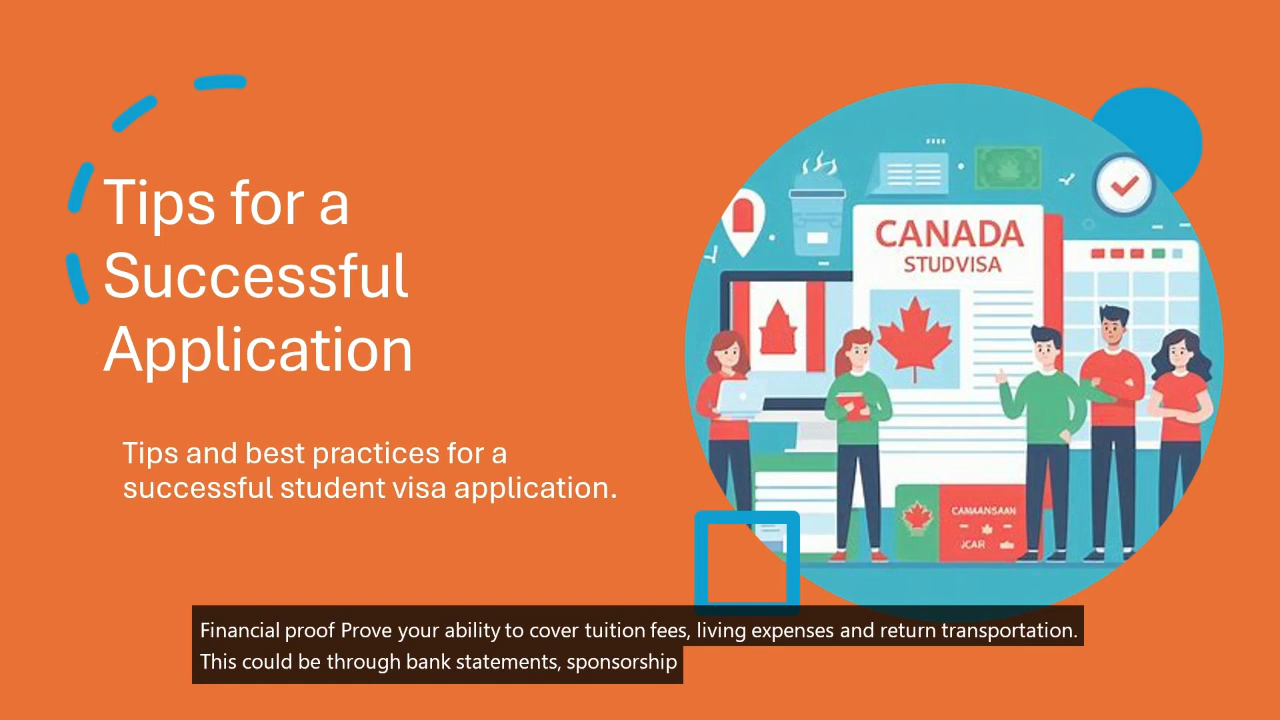 Tips for a
Successful
Application
Tips and best practices for a
successful student visa application.
CANADA
STUDVISA
CAMAANSAAN
JCAR
Financial proof Prove your ability to cover tuition fees, living expenses and return transportation.
This could be through bank statements, sponsorship